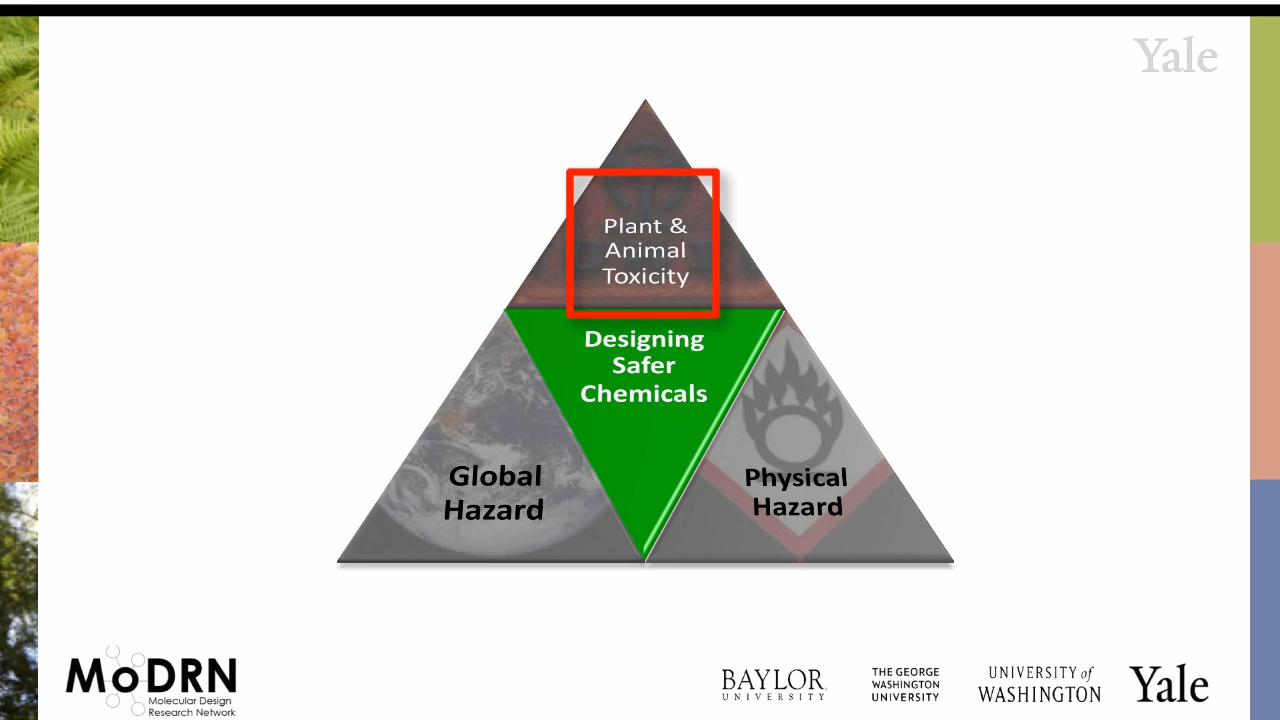 Yale
Plant &
Animal
Toxicity
Designing
Safer
Chemicals
Global
Hazard
Physical
Hazard
MoDRN
Molecular Design
Research Network
BAYLOR
UNIVERSITY
THE GEORGE
WASHINGTON
UNIVERSITY
UNIVERSITY of
WASHINGTON
Yale